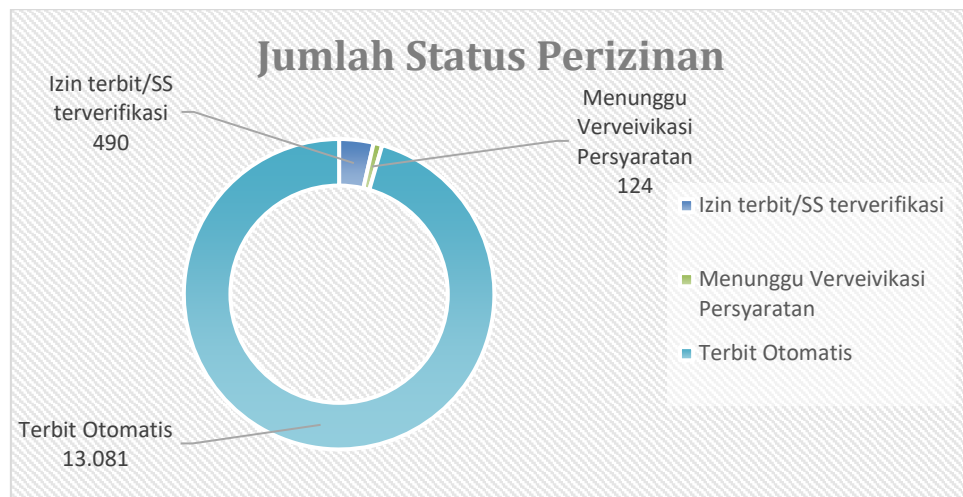 Jumlah Status Perizinan
Izin terbit/SS
terverifikasi
490
Menunggu
Verveivikasi
Persyaratan
124
Izin terbit/SS terverifikasi
Menunggu Verveivikasi
Persyaratan
Terbit Otomatis
Terbit Otomatis
13.081